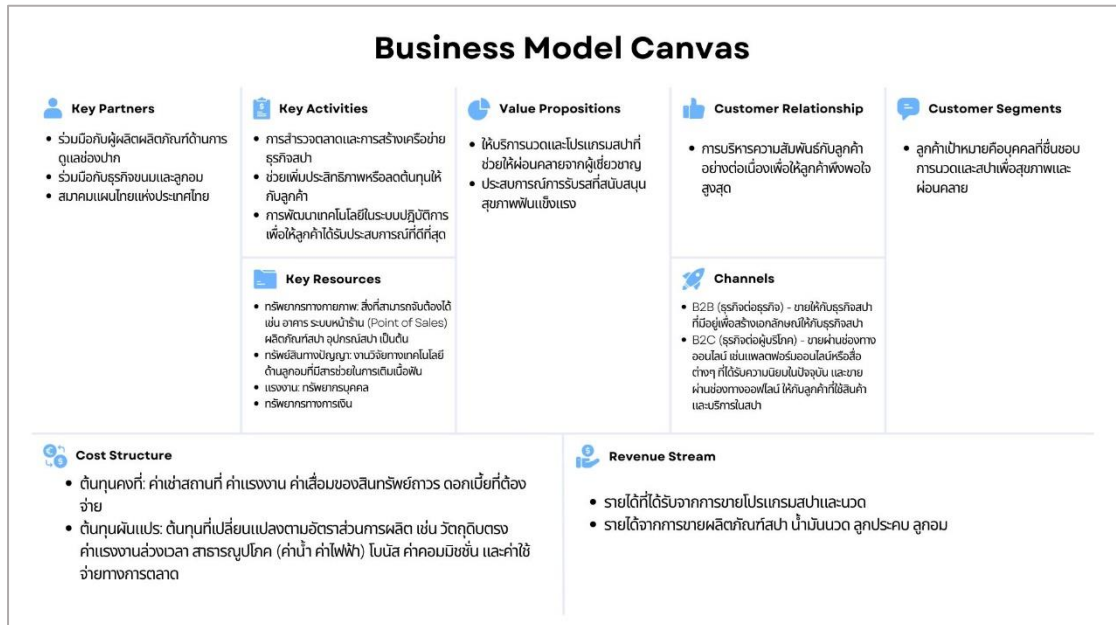 Business Model Canvas
Key Partners
• ร่วมมือกับผู้ผลิตผลิตภัณฑ์ด้านการ
ดูแลช่องปาก
• ร่วมมือกับธุรกิจขนมและลูกอม
• สมาคมแผนไทยแห่งประเทศไทย
Key Activities
• การสำรวจตลาดและการสร้างเครือข่าย
ธุรกิจสปา
• ช่วยเพิ่มประสิทธิภาพหรือลดต้นทุนให้
กับลูกค้า
• การพัฒนาเทคโนโลยีในระบบปฏิบัติการ
เพื่อให้ลูกค้าได้รับประสบการณ์ที่ดีที่สุด
Key Resources
• ทรัพยากรทางกายภาพ: สิ่งที่สามารถจับต้องได้
เช่น อาคาร ระบบหน้าร้าน (Point of Sales)
ผลิตภัณฑ์สปา อุปกรณ์สปา เป็นต้น
• ทรัพย์สินทางปัญญา: งานวิจัยทางเทคโนโลยี
ด้านลูกอมที่มีสารช่วยในการเติมเนื้อฟัน
• แรงงาน: ทรัพยากรบุคคล
• ทรัพยากรทางการเงิน
Value Propositions
• ให้บริการนวดและโปรแกรมสปาที่
ช่วยให้ผ่อนคลายจากผู้เชี่ยวชาญ
• ประสบการณ์การรับรสที่สนับสนุน
สุขภาพฟันแข็งแรง
Customer Relationship
• การบริหารความสัมพันธ์กับลูกค้า
อย่างต่อเนื่องเพื่อให้ลูกค้าพึงพอใจ
สูงสุด
Channels
• B2B (ธุรกิจต่อธุรกิจ) - ขายให้กับธุรกิจสปา
ที่มีอยู่เพื่อสร้างเอกลักษณ์ให้กับธุรกิจสปา
• B2C (ธุรกิจต่อผู้บริโภค) - ขายผ่านช่องทาง
ออนไลน์ เช่นแพลตฟอร์มออนไลน์หรือสื่อ
ต่างๆ ที่ได้รับความนิยมในปัจจุบัน และขาย
ผ่านช่องทางออฟไลน์ ให้กับลูกค้าที่ใช้สินค้า
และบริการในสปา
Customer Segments
• ลูกค้าเป้าหมายคือบุคคลที่ชื่นชอบ
การนวดและสปาเพื่อสุขภาพและ
ผ่อนคลาย
Cost Structure
• ต้นทุนคงที่: ค่าเช่าสถานที่ ค่าแรงงาน ค่าเสื่อมของสินทรัพย์ถาวร ดอกเบี้ยที่ต้อง
จ่าย
• ต้นทุนผันแปร: ต้นทุนที่เปลี่ยนแปลงตามอัตราส่วนการผลิต เช่น วัตถุดิบตรง
ค่าแรงงานล่วงเวลา สาธารณูปโภค (ค่าน้ำ ค่าไฟฟ้า) โบนัส ค่าคอมมิชชั่น และค่าใช้
จ่ายทางการตลาด
Revenue Stream
• รายได้ที่ได้รับจากการขายโปรแกรมสปาและนวด
• รายได้จากการขายผลิตภัณฑ์สปา น้ำมันนวด ลูกประคบ ลูกอม